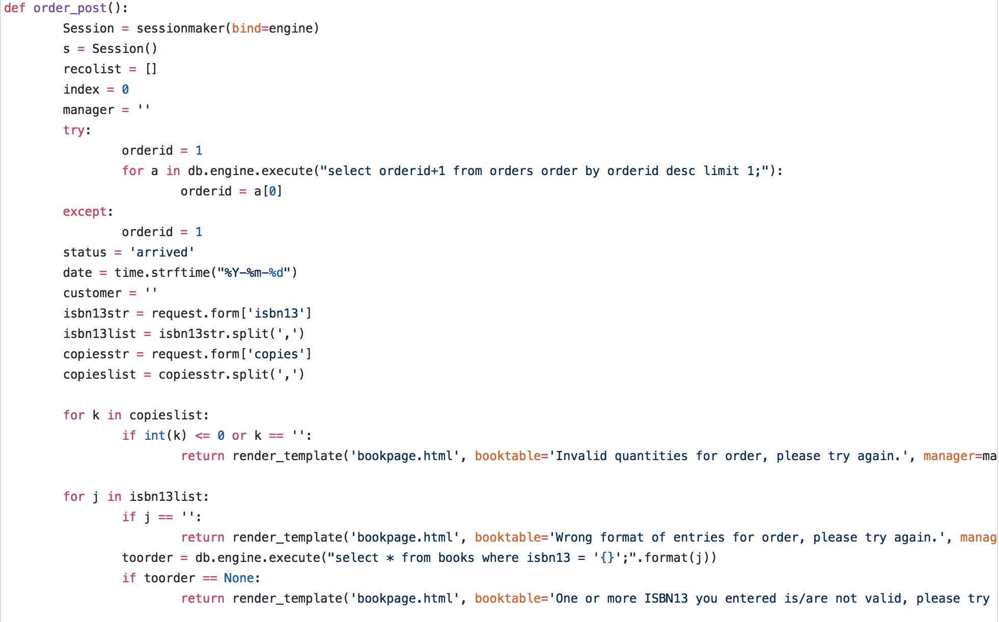 def order_post():
Session = sessionmaker(bind=engine)
s = Session()
recolist = []
index = 0
manager = ''
try:
orderid = 1
for a in db.engine.execute("select orderid+1 from orders order by orderid desc limit 1;"):
orderid = a[0]
except:
orderid = 1
status = 'arrived'
date = time.strftime("%Y-%m-%d")
customer = ''
isbn13str = request.form['isbn13']
isbn13list = isbn13str.split(',')
copiesstr = request.form['copies']
copieslist = copiesstr.split(',')
for k in copieslist:
if int(k) <= 0 or k == '':
return render_template('bookpage.html', booktable='Invalid quantities for order, please try again.', manager=ma
for j in isbn13list:
if j == '':
return render_template('bookpage.html', booktable='Wrong format of entries for order, please try again.', manag
toorder = db.engine.execute("select * from books where isbn13 = '{}';".format(j))
if toorder == None:
return render_template('bookpage.html', booktable='One or more ISBN13 you entered is/are not valid, please try